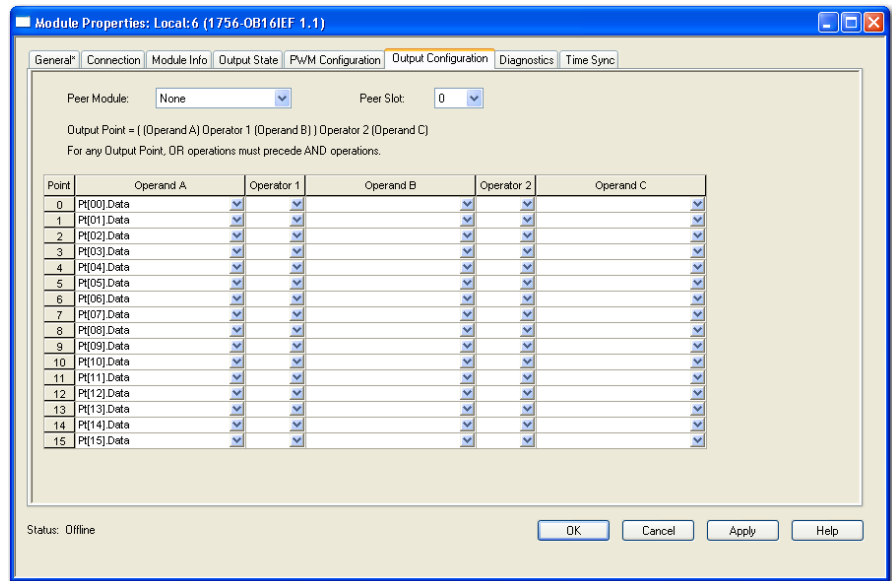 Module Properties: Local:6 (1756-OB16IEF 1.1)
General* Connection Module Info Output State PWM Configuration Output Configuration Diagnostics Time Sync
Peer Module: None Peer Slot: 0
Output Point = ( (Operand A) Operator 1 (Operand B) ) Operator 2 (Operand C)
For any Output Point, OR operations must precede AND operations.
Point Operand A Operator 1 Operand B Operator 2 Operand C
0 Pt[00].Data
1 Pt[01].Data
2 Pt[02].Data
3 Pt[03].Data
4 Pt[04].Data
5 Pt[05].Data
6 Pt[06].Data
7 Pt[07].Data
8 Pt[08].Data
9 Pt[09].Data
10 Pt[10].Data
11 Pt[11].Data
12 Pt[12].Data
13 Pt[13].Data
14 Pt[14].Data
15 Pt[15].Data
Status: Offline OK Cancel Apply Help